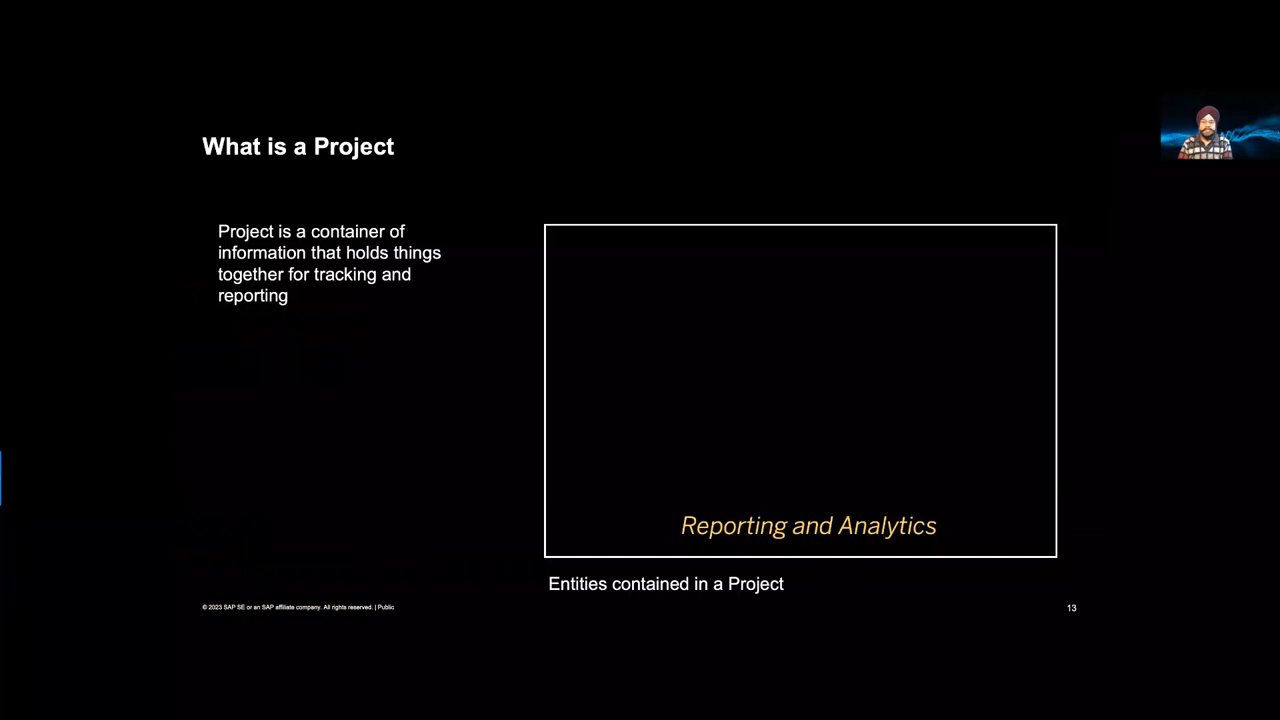 What is a Project
Project is a container of
information that holds things
together for tracking and
reporting
Reporting and Analytics
Entities contained in a Project
© 2023 SAP SE or an SAP affiliate company. All rights reserved. | Public
13